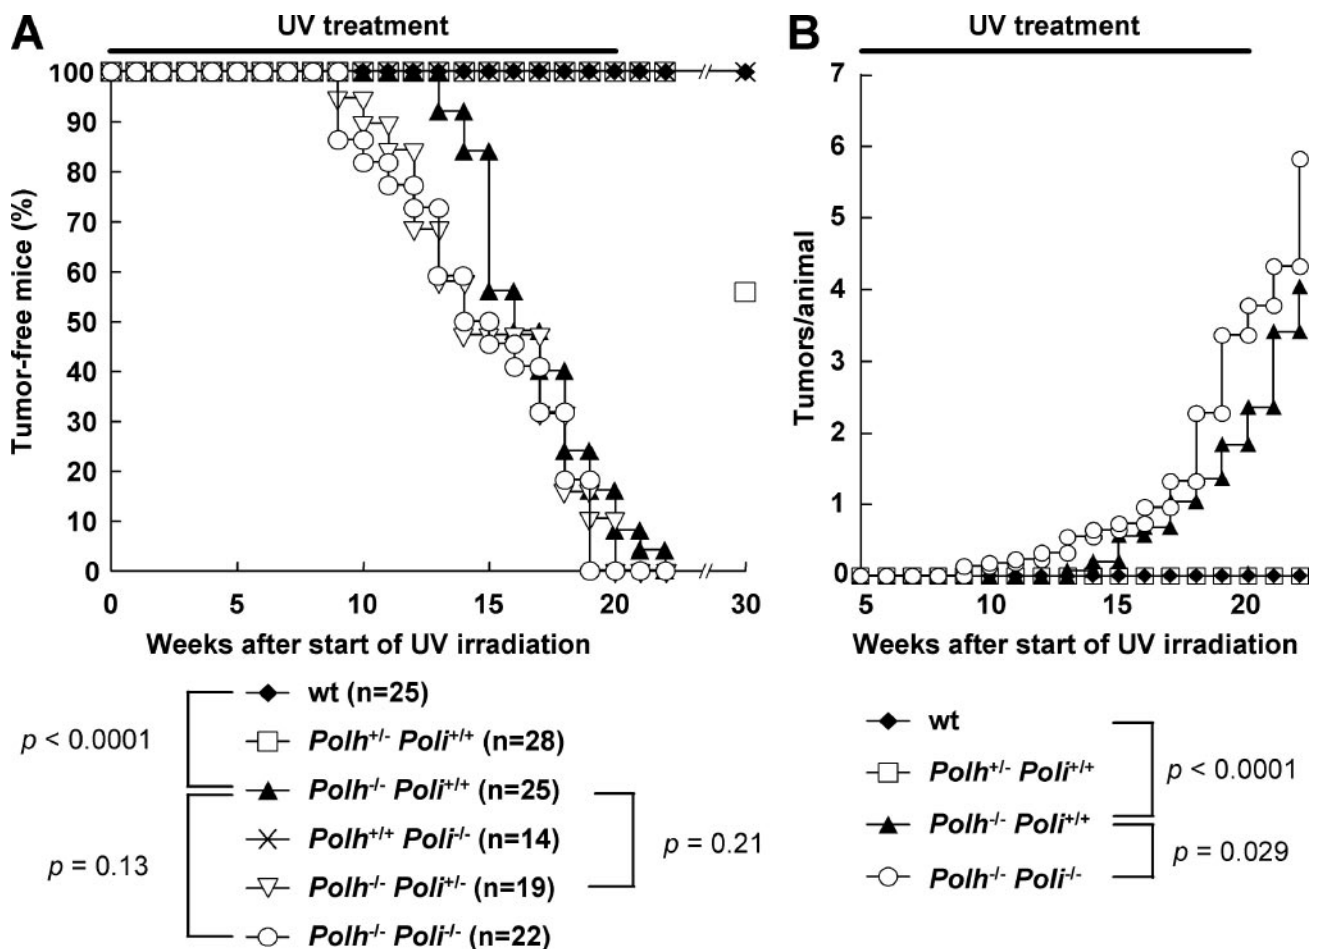 A
UV treatment
100
90
80
70
60
50
40
30
20
10
0
Tumor-free mice (%)
0 5 10 15 20 30
Weeks after start of UV irradiation
wt (n=25)
Polh+/- Poli+/+ (n=28)
Polh-/- Poli+/+ (n=25)
Polh+/+ Poli-/- (n=14)
Polh-/- Poli+/- (n=19)
Polh-/- Poli-/- (n=22)
p < 0.0001
p = 0.13
p = 0.21
B
UV treatment
7
6
5
4
3
2
1
0
Tumors/animal
5 10 15 20
Weeks after start of UV irradiation
wt
Polh+/- Poli+/+
Polh-/- Poli+/+
Polh-/- Poli-/-
p < 0.0001
p = 0.029